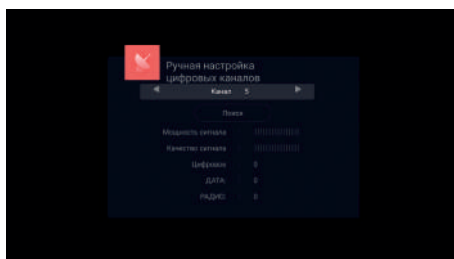 Ручная настройка
цифровых каналов
Канал 5
Поиск
Мощность сигнала
Качество сигнала
Цифровое 0
ДАТА: 0
РАДИО: 0